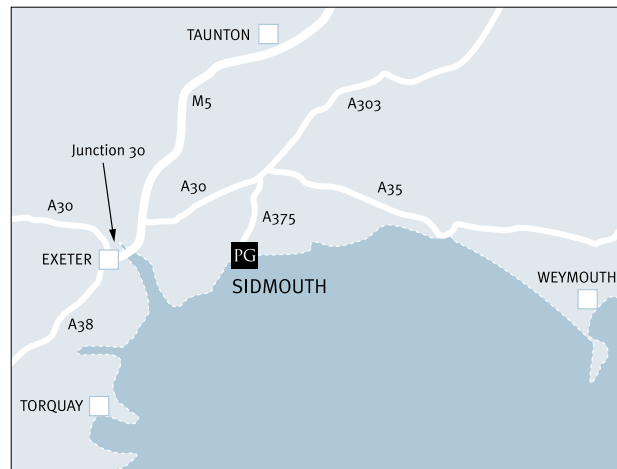 TAUNTON
M5
A303
Junction 30
A30
A30
A35
A375
EXETER
PG
SIDMOUTH
WEYMOUTH
A38
TORQUAY